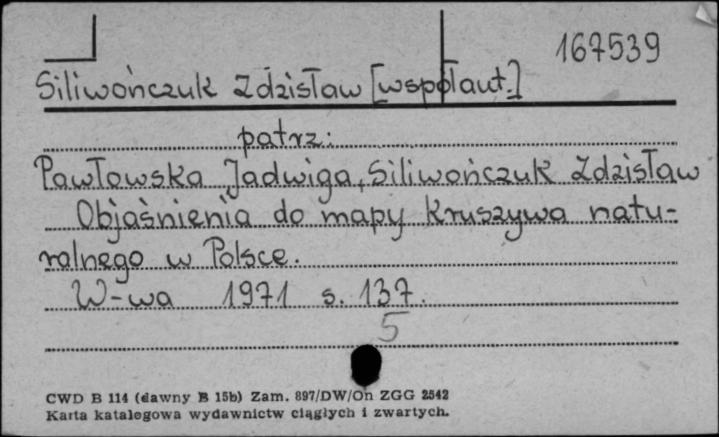 167539
Siliwończuk Zdzisław [współaut.]
patrz:
Pawłowska Jadwiga, Siliwończuk Zdzisław
Objaśnienia do mapy kruszywa natu-
ralnego w Polsce.
W-wa 1971 s. 137.
5
CWD B 114 (dawny B 15b) Zam. 897/DW/On ZGG 2542
Karta katalogowa wydawnictw ciągłych i zwartych.